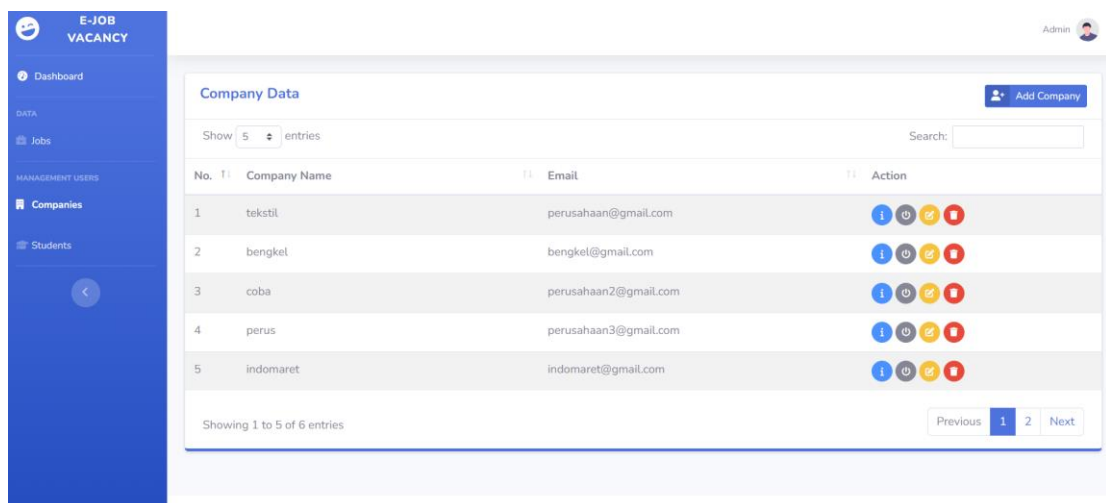 E-JOB
VACANCY
Admin
Dashboard
DATA
Jobs
MANAGEMENT USERS
Companies
Students
Company Data
Add Company
Show 5 entries
Search:
No. Company Name Email Action
1 tekstil perusahaan@gmail.com
2 bengkel bengkel@gmail.com
3 coba perusahaan2@gmail.com
4 perus perusahaan3@gmail.com
5 indomaret indomaret@gmail.com
Showing 1 to 5 of 6 entries
Previous 1 2 Next